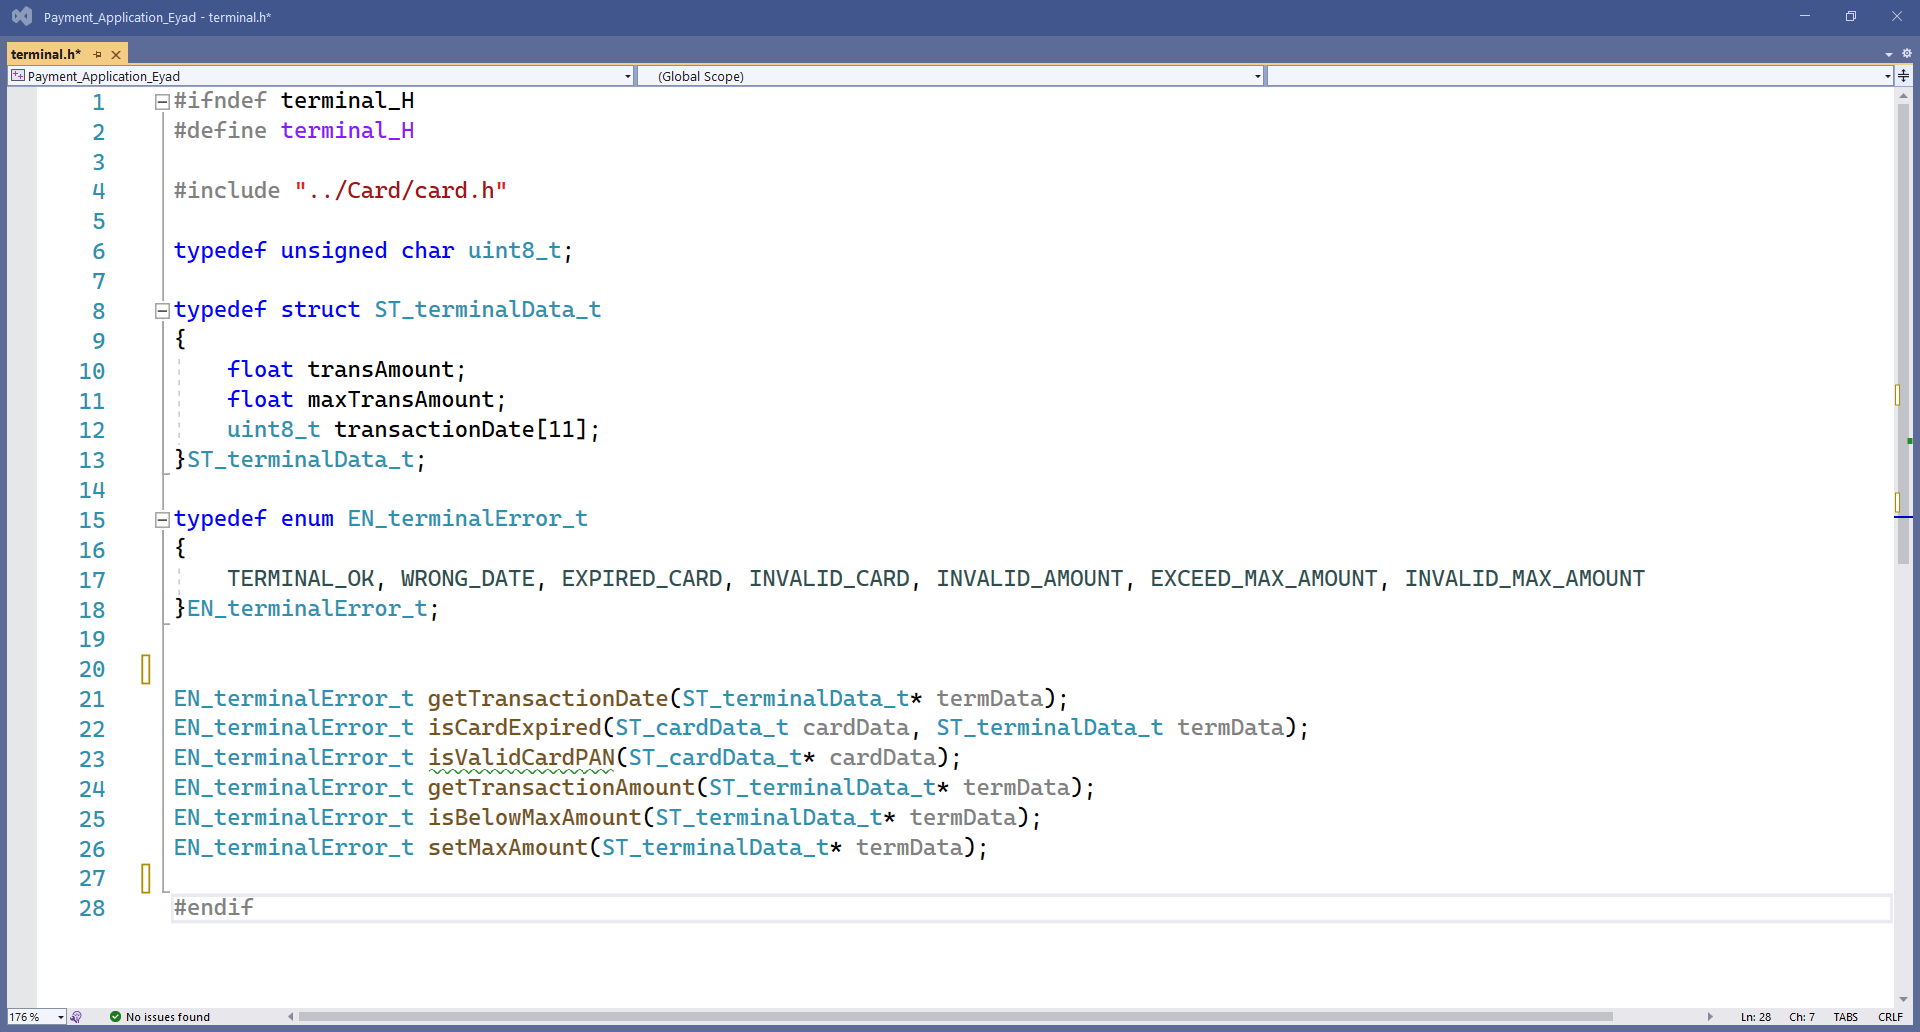 Payment_Application_Eyad - terminal.h*
terminal.h*
Payment_Application_Eyad
(Global Scope)
1 #ifndef terminal_H
2 #define terminal_H
3
4 #include "../Card/card.h"
5
6 typedef unsigned char uint8_t;
7
8 typedef struct ST_terminalData_t
9 {
10 float transAmount;
11 float maxTransAmount;
12 uint8_t transactionDate[11];
13 }ST_terminalData_t;
14
15 typedef enum EN_terminalError_t
16 {
17 TERMINAL_OK, WRONG_DATE, EXPIRED_CARD, INVALID_CARD, INVALID_AMOUNT, EXCEED_MAX_AMOUNT, INVALID_MAX_AMOUNT
18 }EN_terminalError_t;
19
20
21 EN_terminalError_t getTransactionDate(ST_terminalData_t* termData);
22 EN_terminalError_t isCardExpired(ST_cardData_t cardData, ST_terminalData_t termData);
23 EN_terminalError_t isValidCardPAN(ST_cardData_t* cardData);
24 EN_terminalError_t getTransactionAmount(ST_terminalData_t* termData);
25 EN_terminalError_t isBelowMaxAmount(ST_terminalData_t* termData);
26 EN_terminalError_t setMaxAmount(ST_terminalData_t* termData);
27
28 #endif
176 %
No issues found
Ln: 28 Ch: 7 TABS CRLF